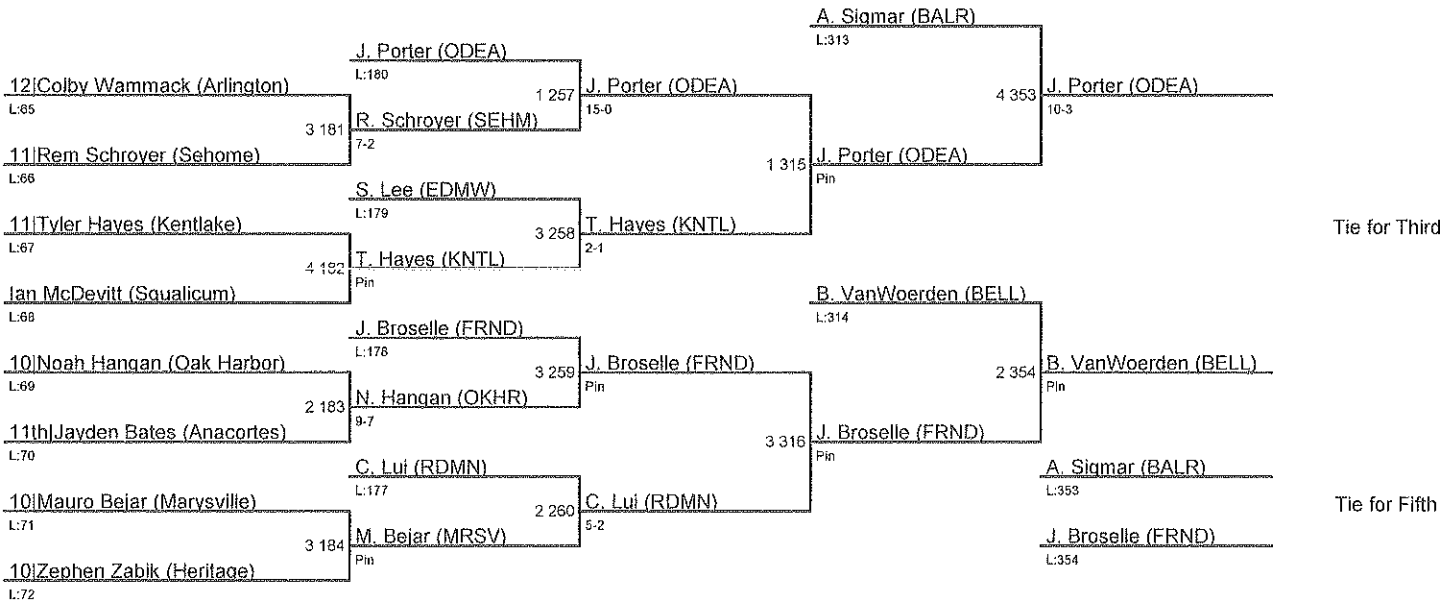 A. Sigmar (BALR)
L:313
J. Porter (ODEA)
L:180
12|Colby Wammack (Arlington)
L:65
1 257
J. Porter (ODEA)
15-0
4 353
J. Porter (ODEA)
10-3
3 181
R. Schroyer (SEHM)
7-2
11|Rem Schroyer (Sehome)
L:66
1 315
J. Porter (ODEA)
Pin
S. Lee (EDMW)
L:179
11|Tyler Hayes (Kentlake)
L:67
3 258
T. Hayes (KNTL)
2-1
Tie for Third
4 182
T. Hayes (KNTL)
Pin
Ian McDevitt (Squalicum)
L:68
B. VanWoerden (BELL)
L:314
J. Broselle (FRND)
L:178
10|Noah Hangan (Oak Harbor)
L:69
3 259
J. Broselle (FRND)
Pin
2 354
B. VanWoerden (BELL)
Pin
2 183
N. Hangan (OKHR)
9-7
11th|Jayden Bates (Anacortes)
L:70
3 316
J. Broselle (FRND)
Pin
C. Lui (RDMN)
L:177
A. Sigmar (BALR)
L:353
10|Mauro Bejar (Marysville)
L:71
2 260
C. Lui (RDMN)
5-2
Tie for Fifth
3 184
M. Bejar (MRSV)
Pin
J. Broselle (FRND)
L:354
10|Zephen Zabik (Heritage)
L:72